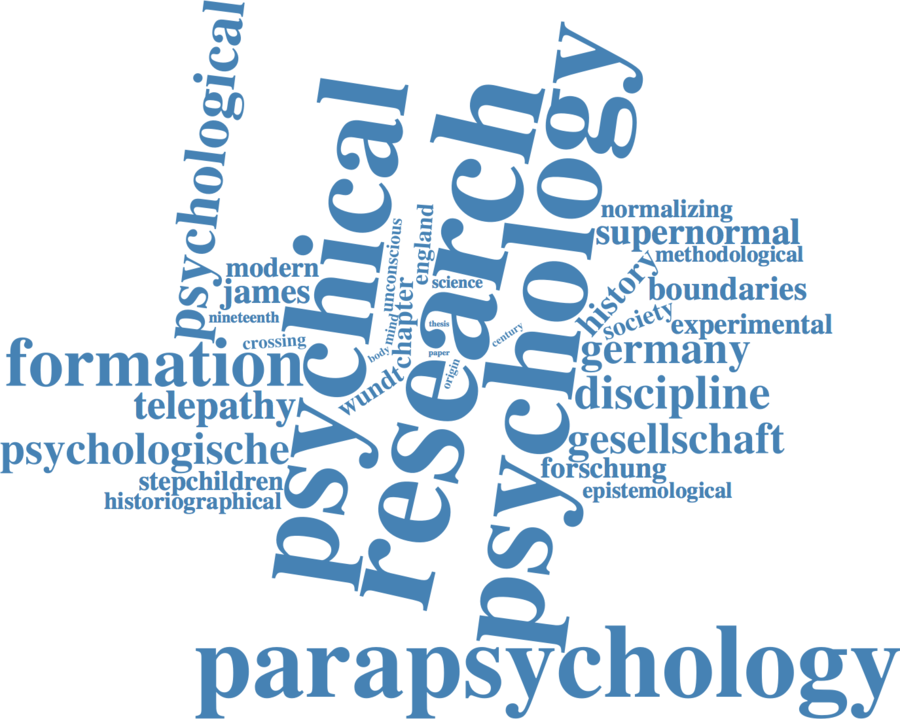 psychological
psychical
research
psychology
normalizing
supernormal
methodological
england
unconscious
modern
james
science
history
boundaries
nineteenth
chapter
mind
thesis
society
experimental
crossing
body
paper
century
germany
formation
wundt
origin
telepathy
discipline
psychologische
gesellschaft
stepchildren
forschung
historiographical
epistemological
parapsychology